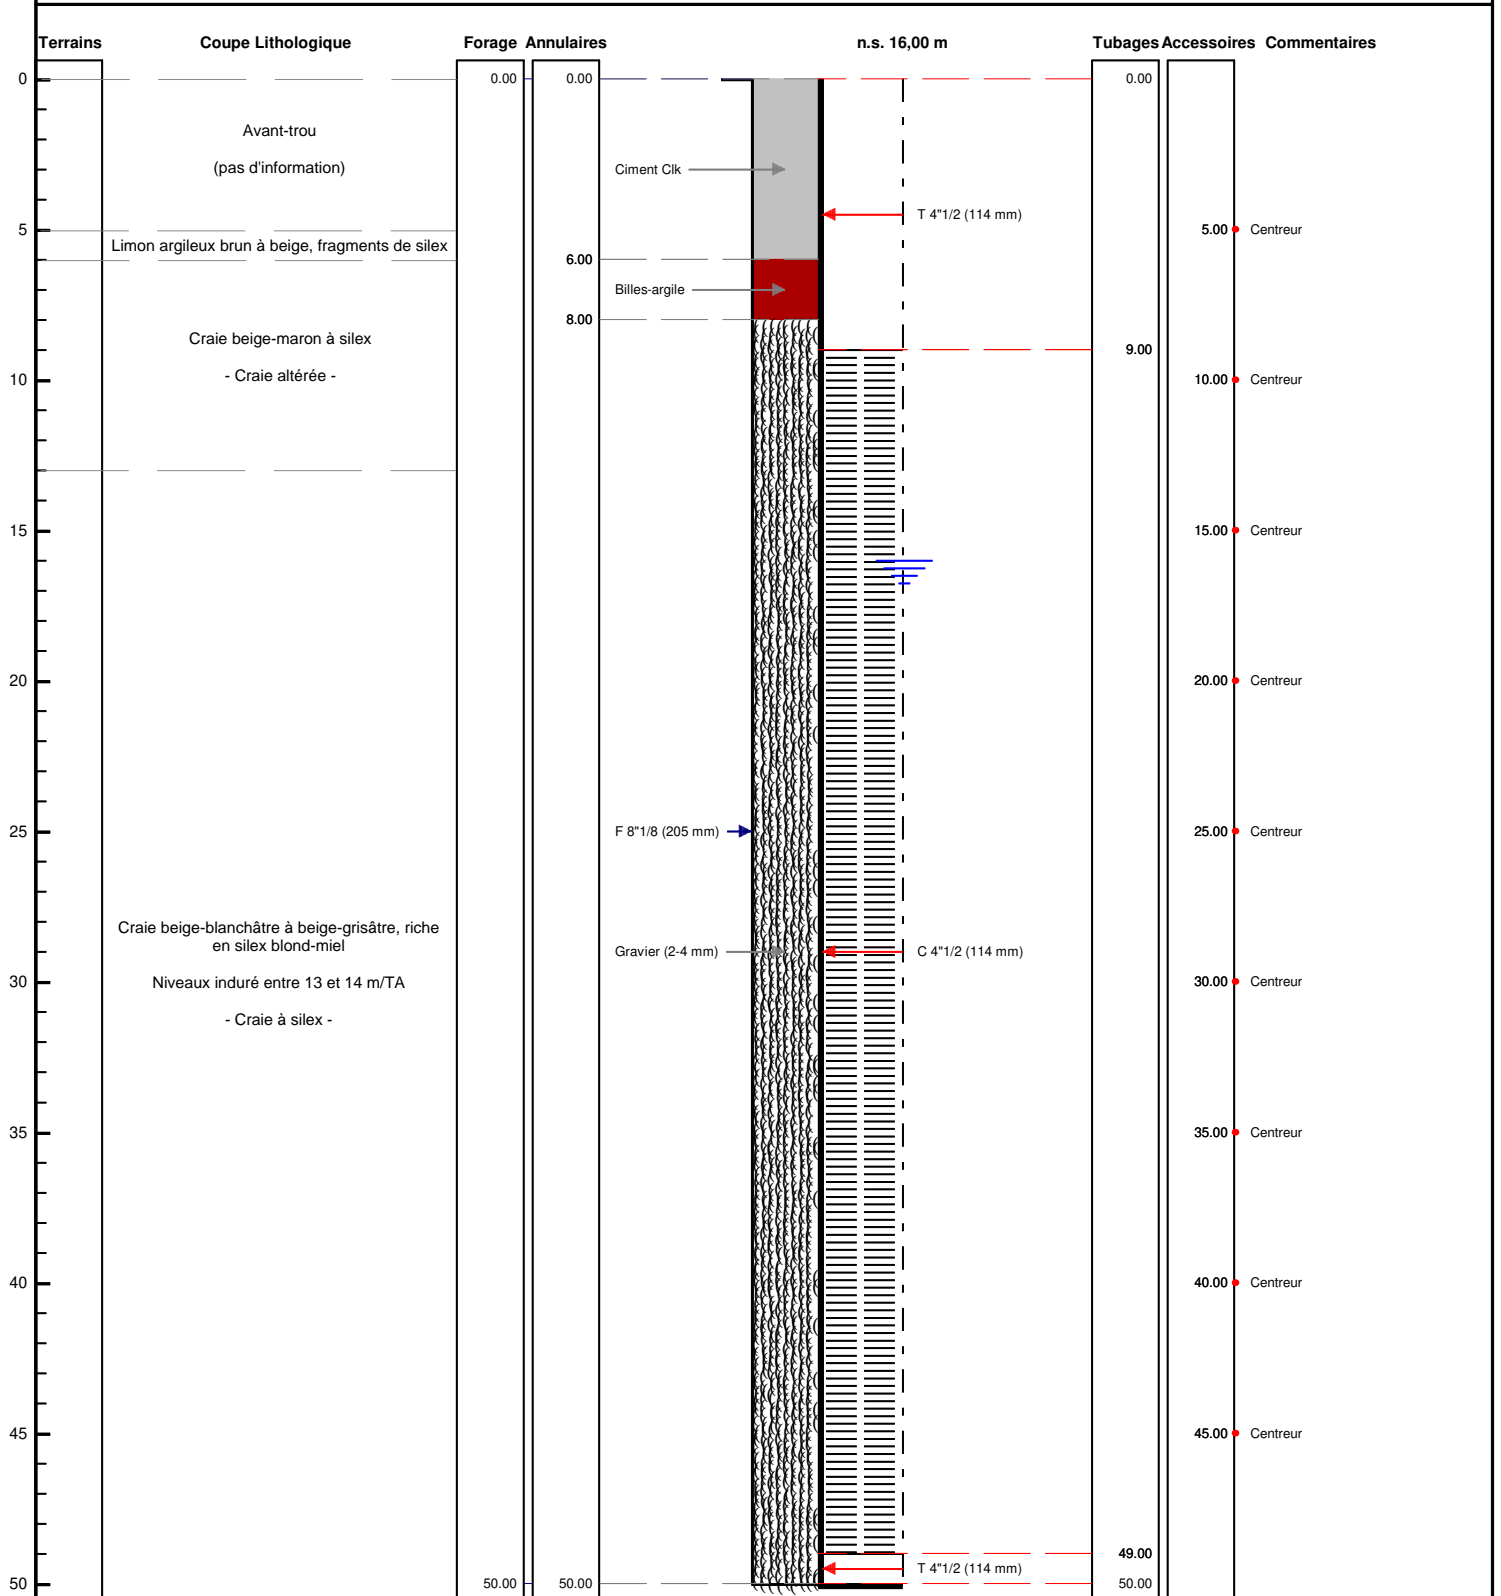 Terrains Coupe Lithologique Forage Annulaires n.s. 16,00 m Tubages Accessoires Commentaires
0 0.00 0.00 0.00
Avant-trou
(pas d'information)
Ciment Clk
T 4"1/2 (114 mm)
5 5.00 Centreur
Limon argileux brun à beige, fragments de silex
6.00
Billes-argile
8.00
Craie beige-maron à silex
9.00
- Craie altérée -
10 10.00 Centreur
15 15.00 Centreur
20 20.00 Centreur
25 F 8"1/8 (205 mm) 25.00 Centreur
Craie beige-blanchâtre à beige-grisâtre, riche
en silex blond-miel
Gravier (2-4 mm) C 4"1/2 (114 mm)
Niveaux induré entre 13 et 14 m/TA
30 30.00 Centreur
- Craie à silex -
35 35.00 Centreur
40 40.00 Centreur
45 45.00 Centreur
49.00
T 4"1/2 (114 mm)
50 50.00 50.00 50.00